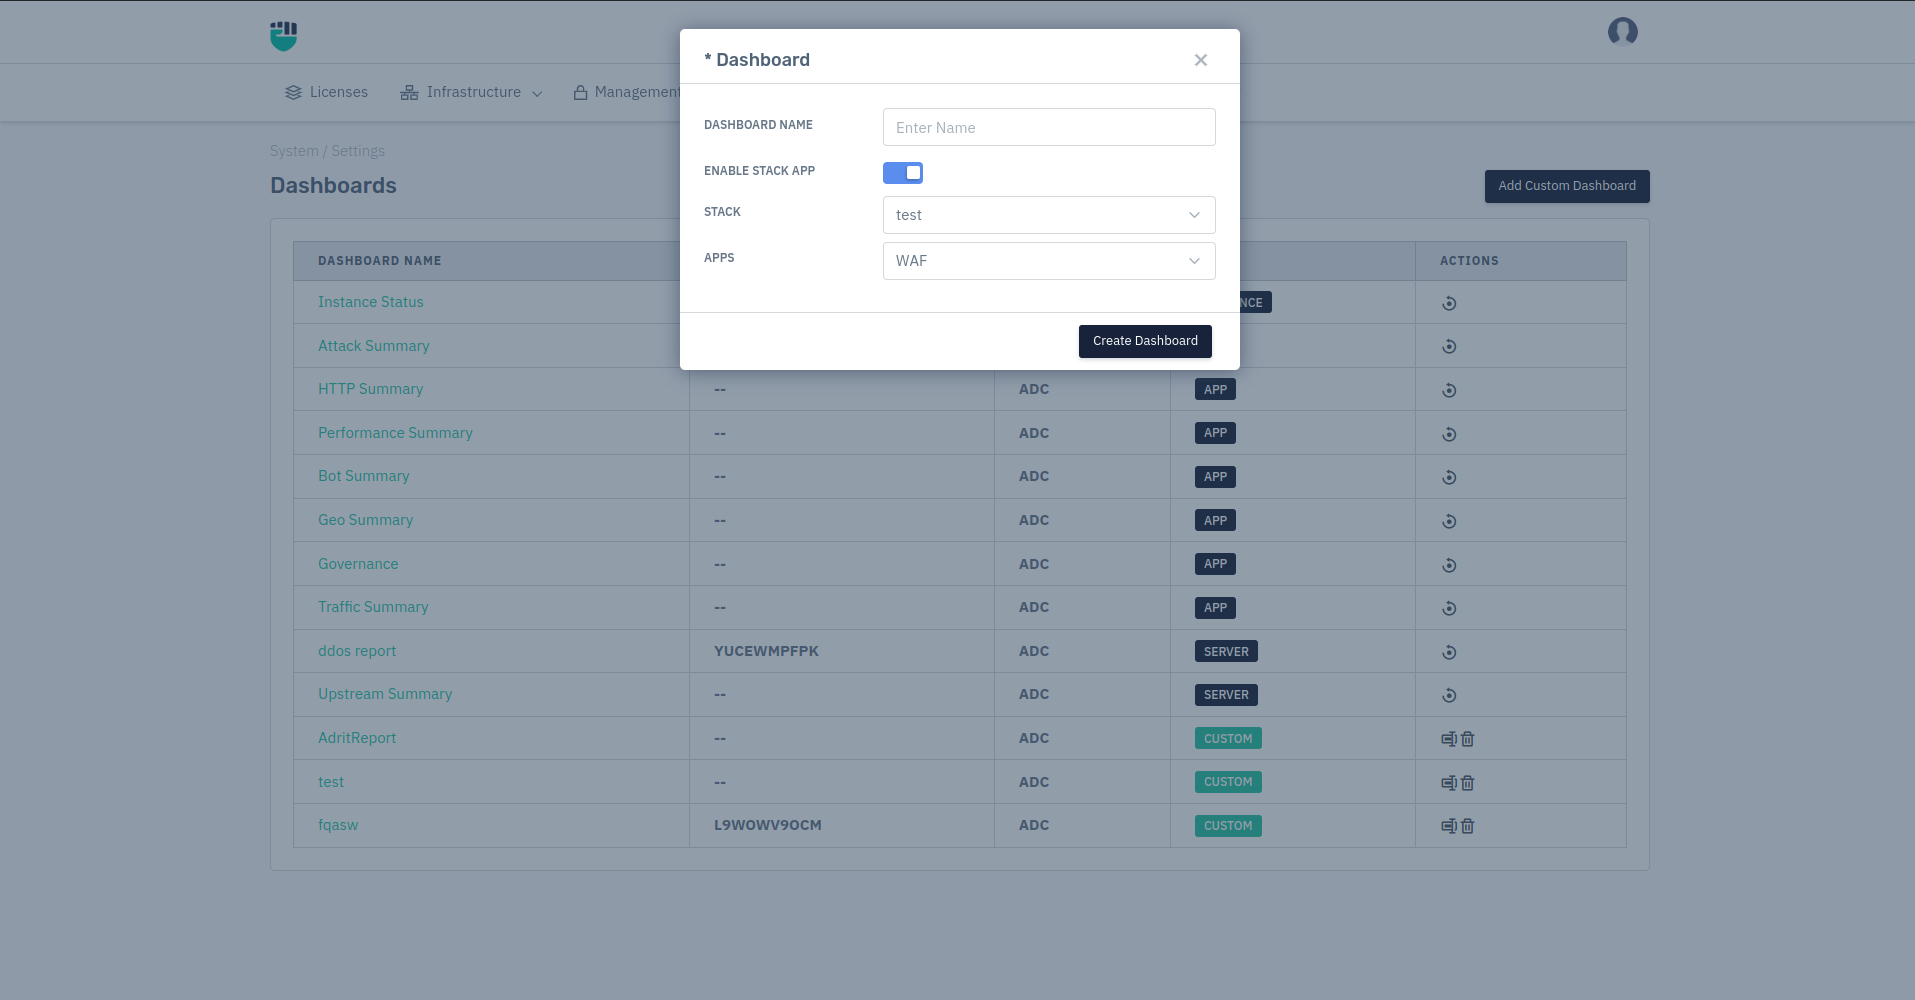 * Dashboard
Licenses
Infrastructure
Management
DASHBOARD NAME
Enter Name
ENABLE STACK APP
STACK
test
APPS
WAF
Create Dashboard
System / Settings
Dashboards
Add Custom Dashboard
DASHBOARD NAME ACTIONS
Instance Status NCE
Attack Summary
HTTP Summary -- ADC APP
Performance Summary -- ADC APP
Bot Summary -- ADC APP
Geo Summary -- ADC APP
Governance -- ADC APP
Traffic Summary -- ADC APP
ddos report YUCEWMPFPK ADC SERVER
Upstream Summary -- ADC SERVER
AdritReport -- ADC CUSTOM
test -- ADC CUSTOM
fqasw L9WOWV9OCM ADC CUSTOM